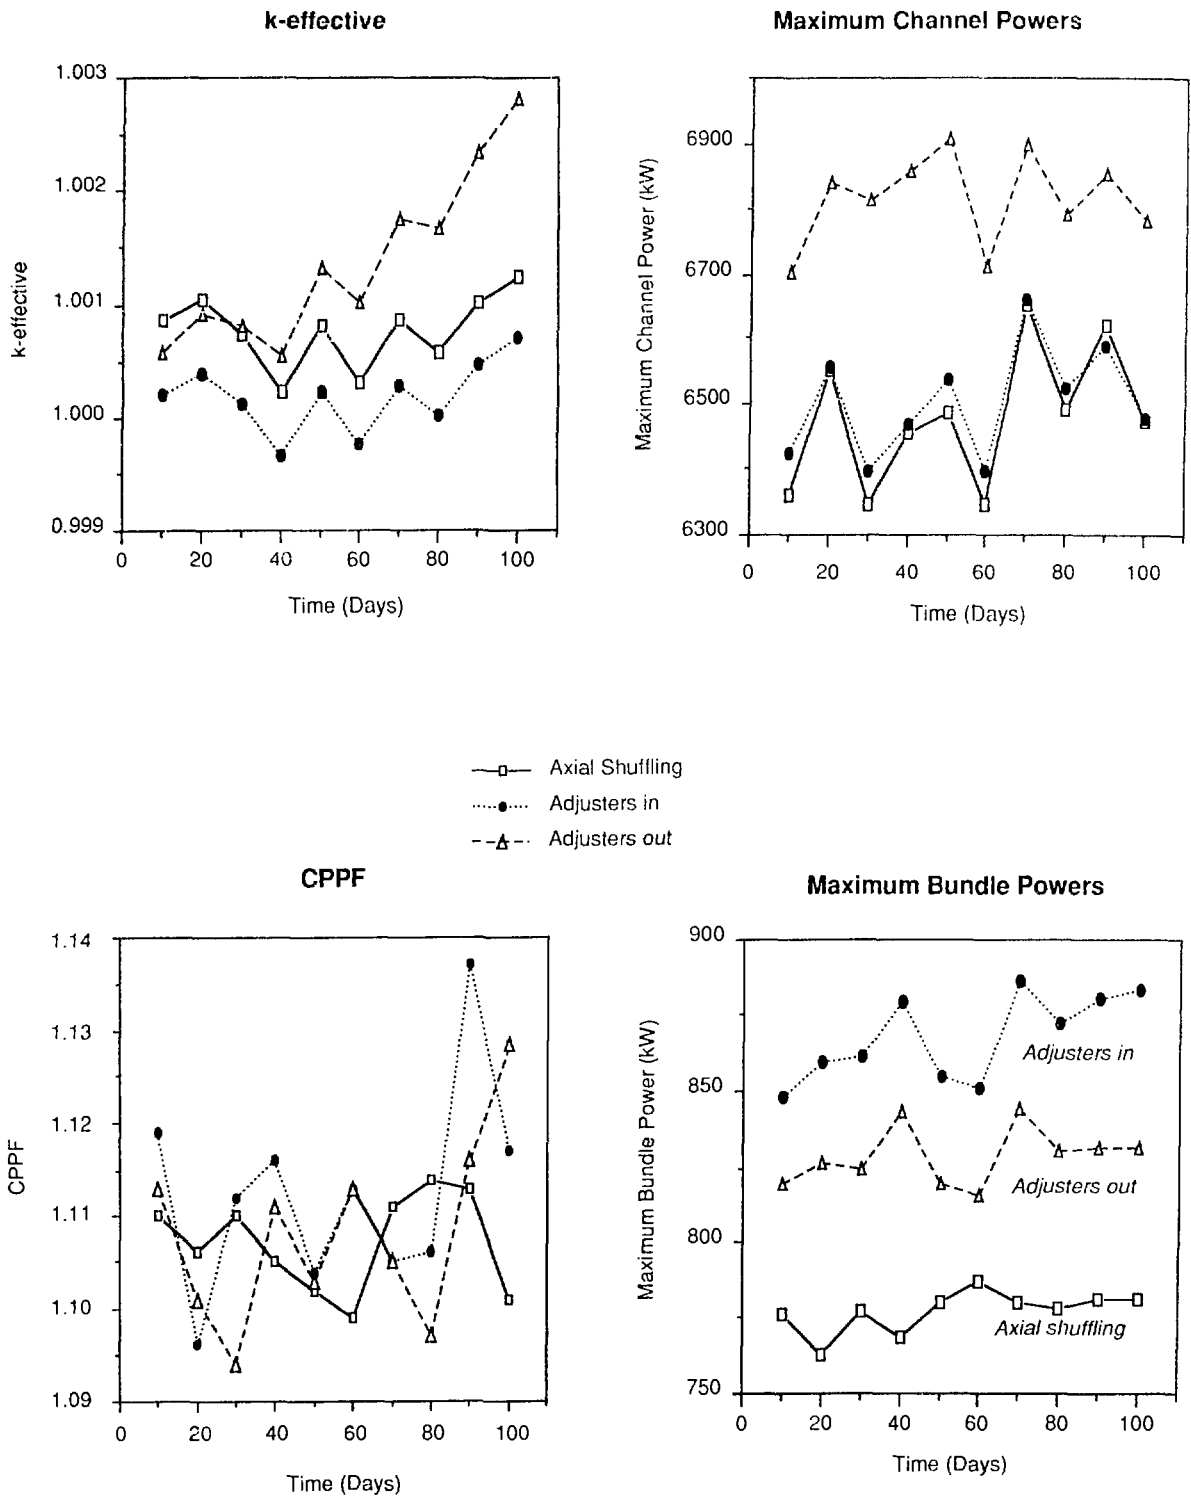 k-effective
1.003
1.002
1.001
1.000
0.999
k-effective
0 20 40 60 80 100
Time (Days)
Maximum Channel Powers
6900
6700
6500
6300
Maximum Channel Power (kW)
0 20 40 60 80 100
Time (Days)
Axial Shuffling
Adjusters in
Adjusters out
CPPF
1.14
1.13
1.12
1.11
1.10
1.09
CPPF
0 20 40 60 80 100
Time (Days)
Maximum Bundle Powers
900
850
800
750
Maximum Bundle Power (kW)
Adjusters in
Adjusters out
Axial shuffling
0 20 40 60 80 100
Time (Days)